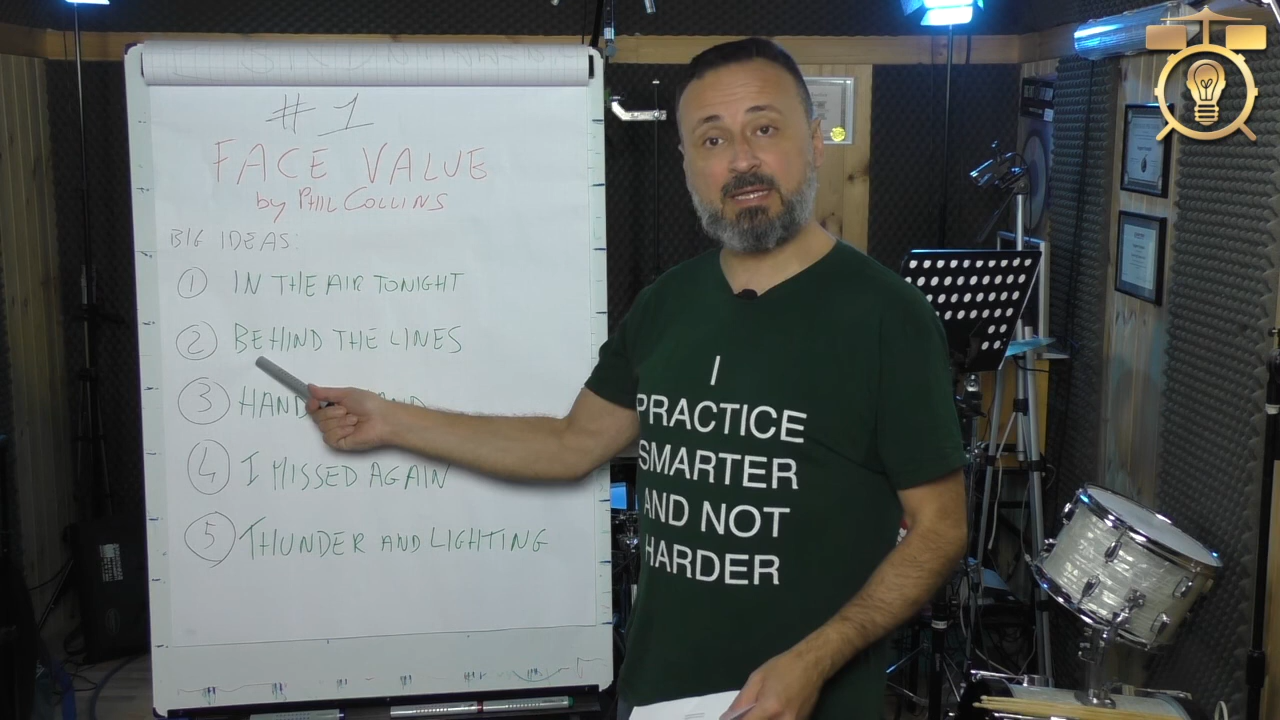 #1
FACE VALUE
by PHIL COLLINS
BIG IDEAS:
1 IN THE AIR TONIGHT
2 BEHIND THE LINES
3 HAND AND
4 I MISSED AGAIN
5 THUNDER AND LIGHTING
I
PRACTICE
SMARTER
AND NOT
HARDER